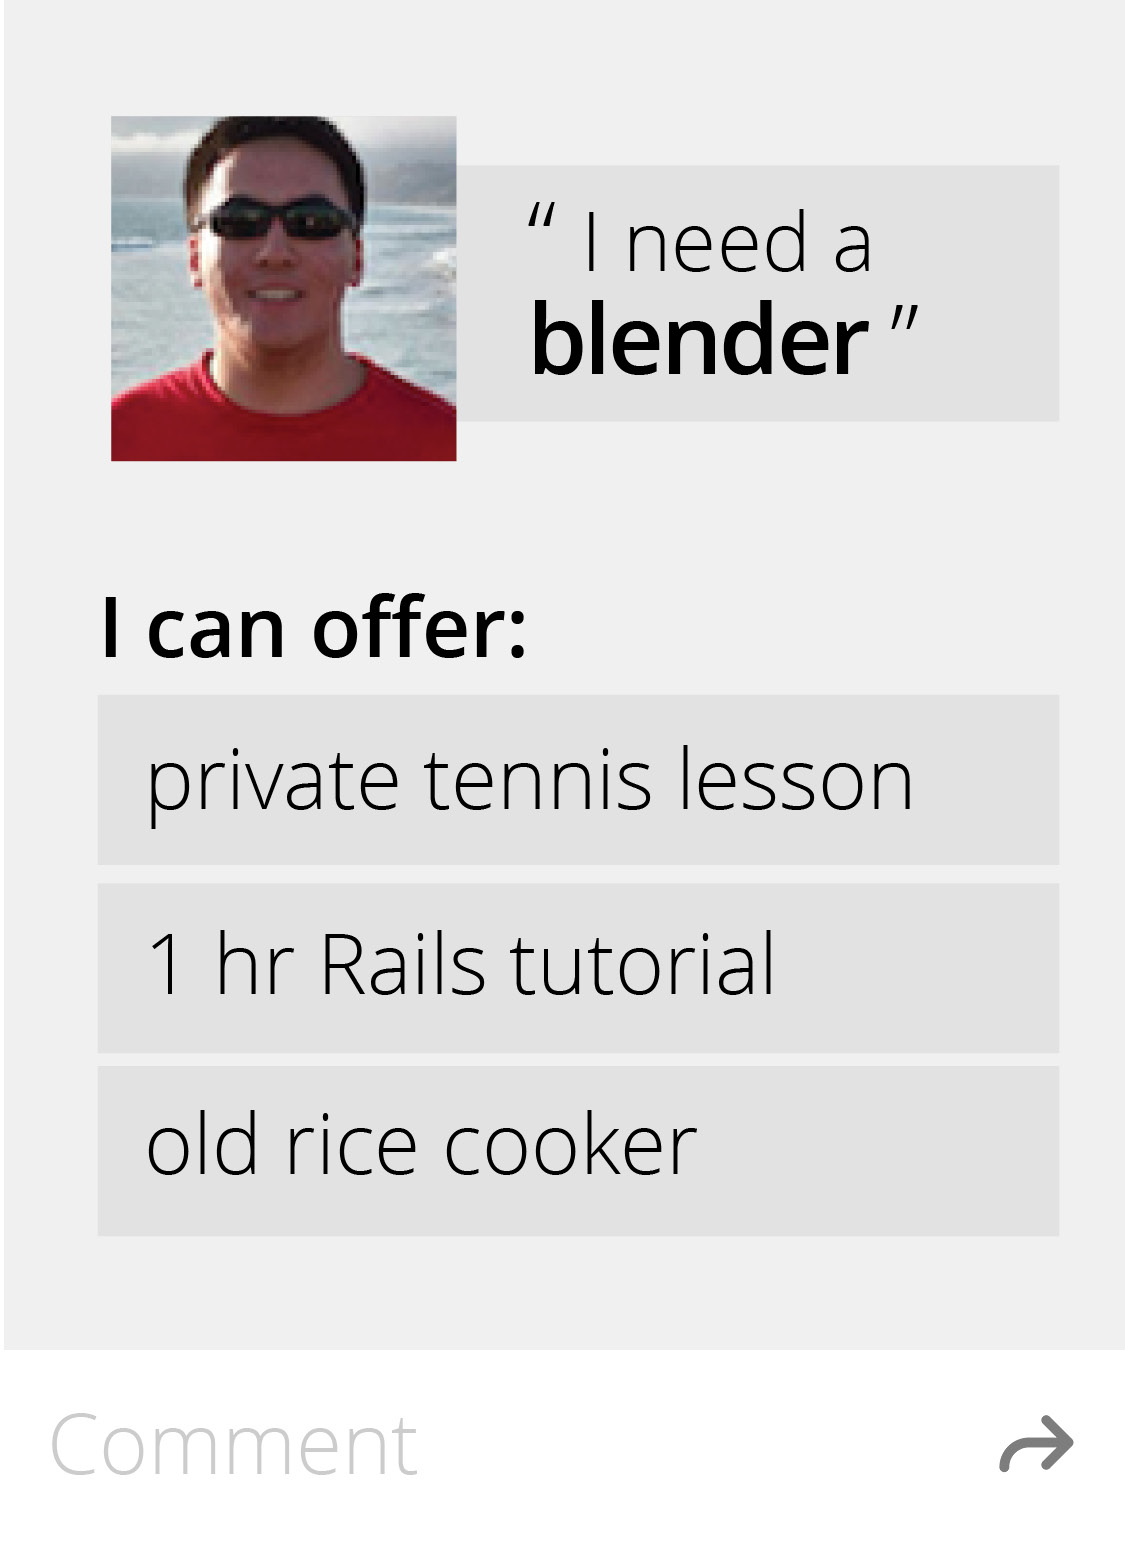 “ I need a
blender ”
I can offer:
private tennis lesson
1 hr Rails tutorial
old rice cooker
Comment